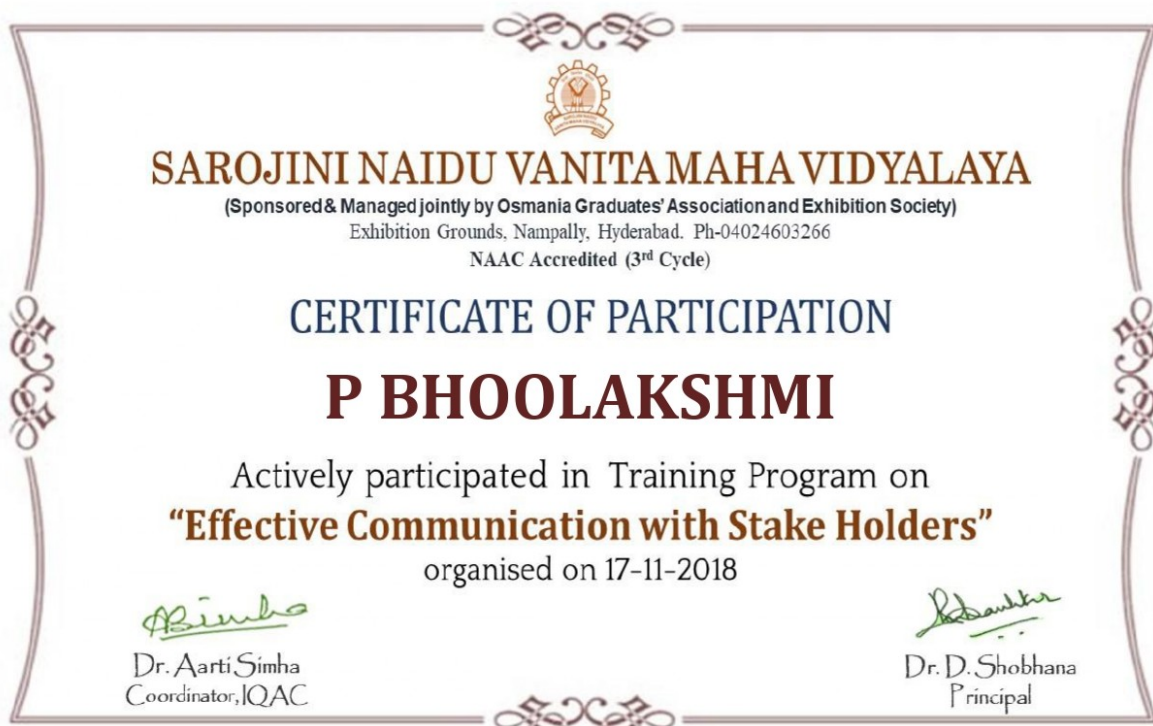 SAROJINI NAIDU VANITA MAHA VIDYALAYA
(Sponsored & Managed jointly by Osmania Graduates' Association and Exhibition Society)
Exhibition Grounds, Nampally, Hyderabad. Ph-04024603266
NAAC Accredited (3rd Cycle)
CERTIFICATE OF PARTICIPATION
P BHOOLAKSHMI
Actively participated in Training Program on
“Effective Communication with Stake Holders”
organised on 17-11-2018
Dr. Aarti Simha
Coordinator, IQAC
Dr. D. Shobhana
Principal